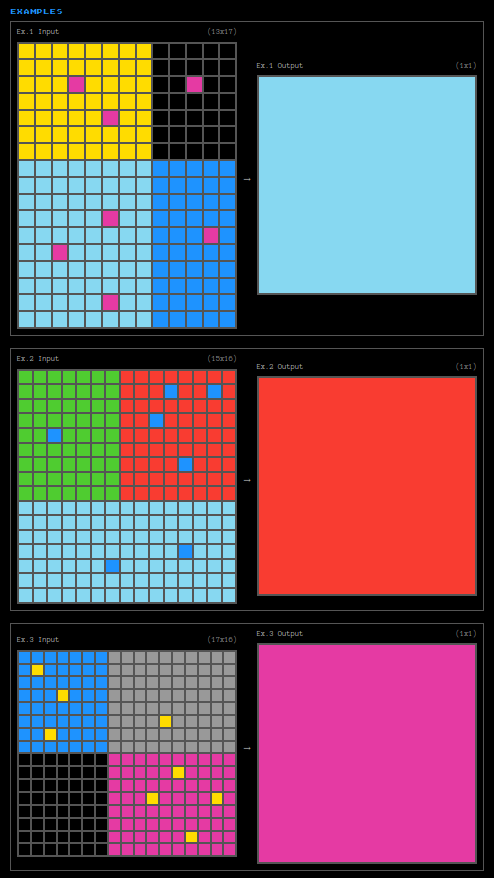 EXAMPLES
Ex.1 Input (13x17)
Ex.1 Output (1x1)
→
Ex.2 Input (15x16)
Ex.2 Output (1x1)
→
Ex.3 Input (17x16)
Ex.3 Output (1x1)
→